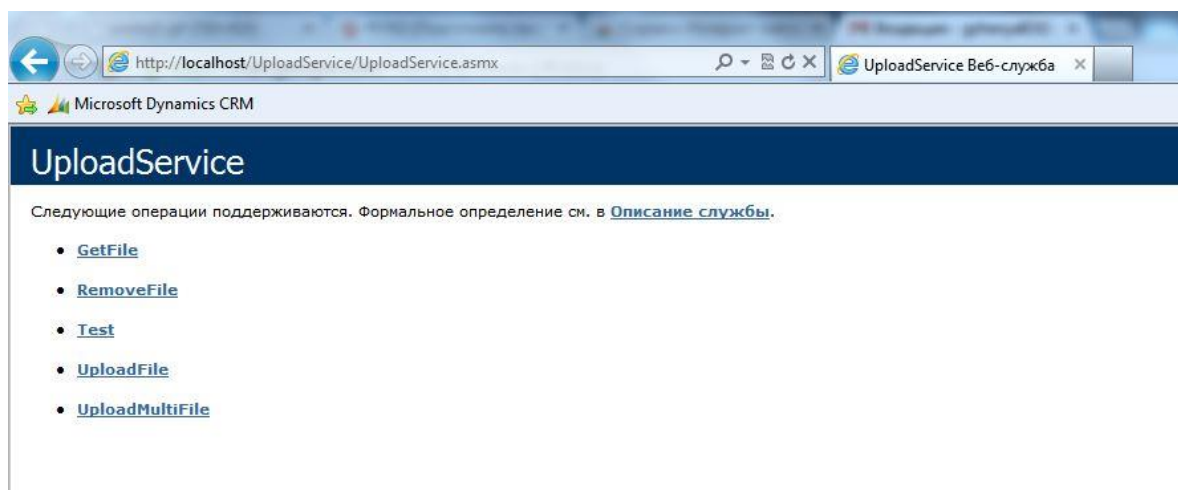 http://localhost/UploadService/UploadService.asmx
UploadService Веб-служба
Microsoft Dynamics CRM
UploadService
Следующие операции поддерживаются. Формальное определение см. в Описание службы.
GetFile
RemoveFile
Test
UploadFile
UploadMultiFile